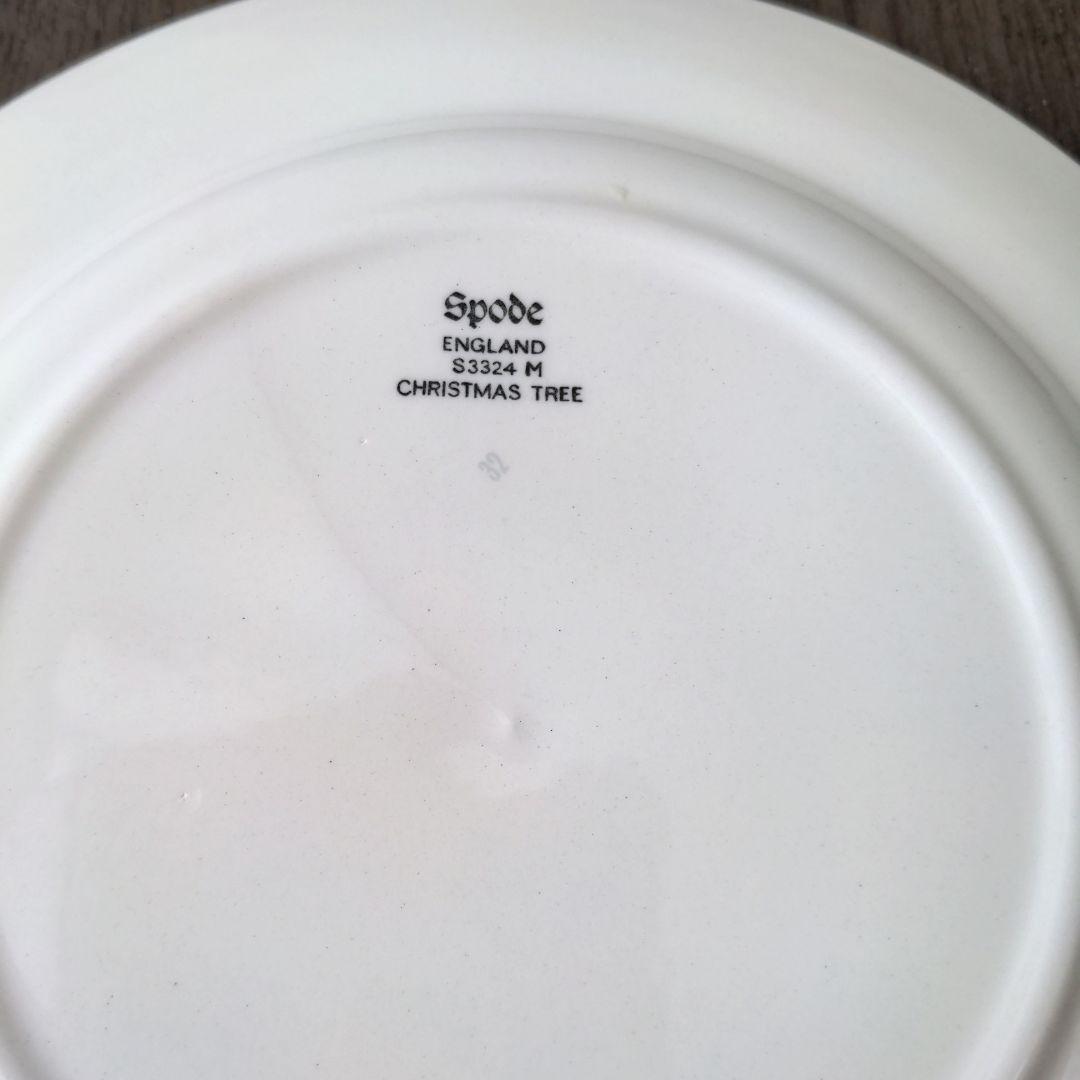 Spode
ENGLAND
S3324 M
CHRISTMAS TREE
32